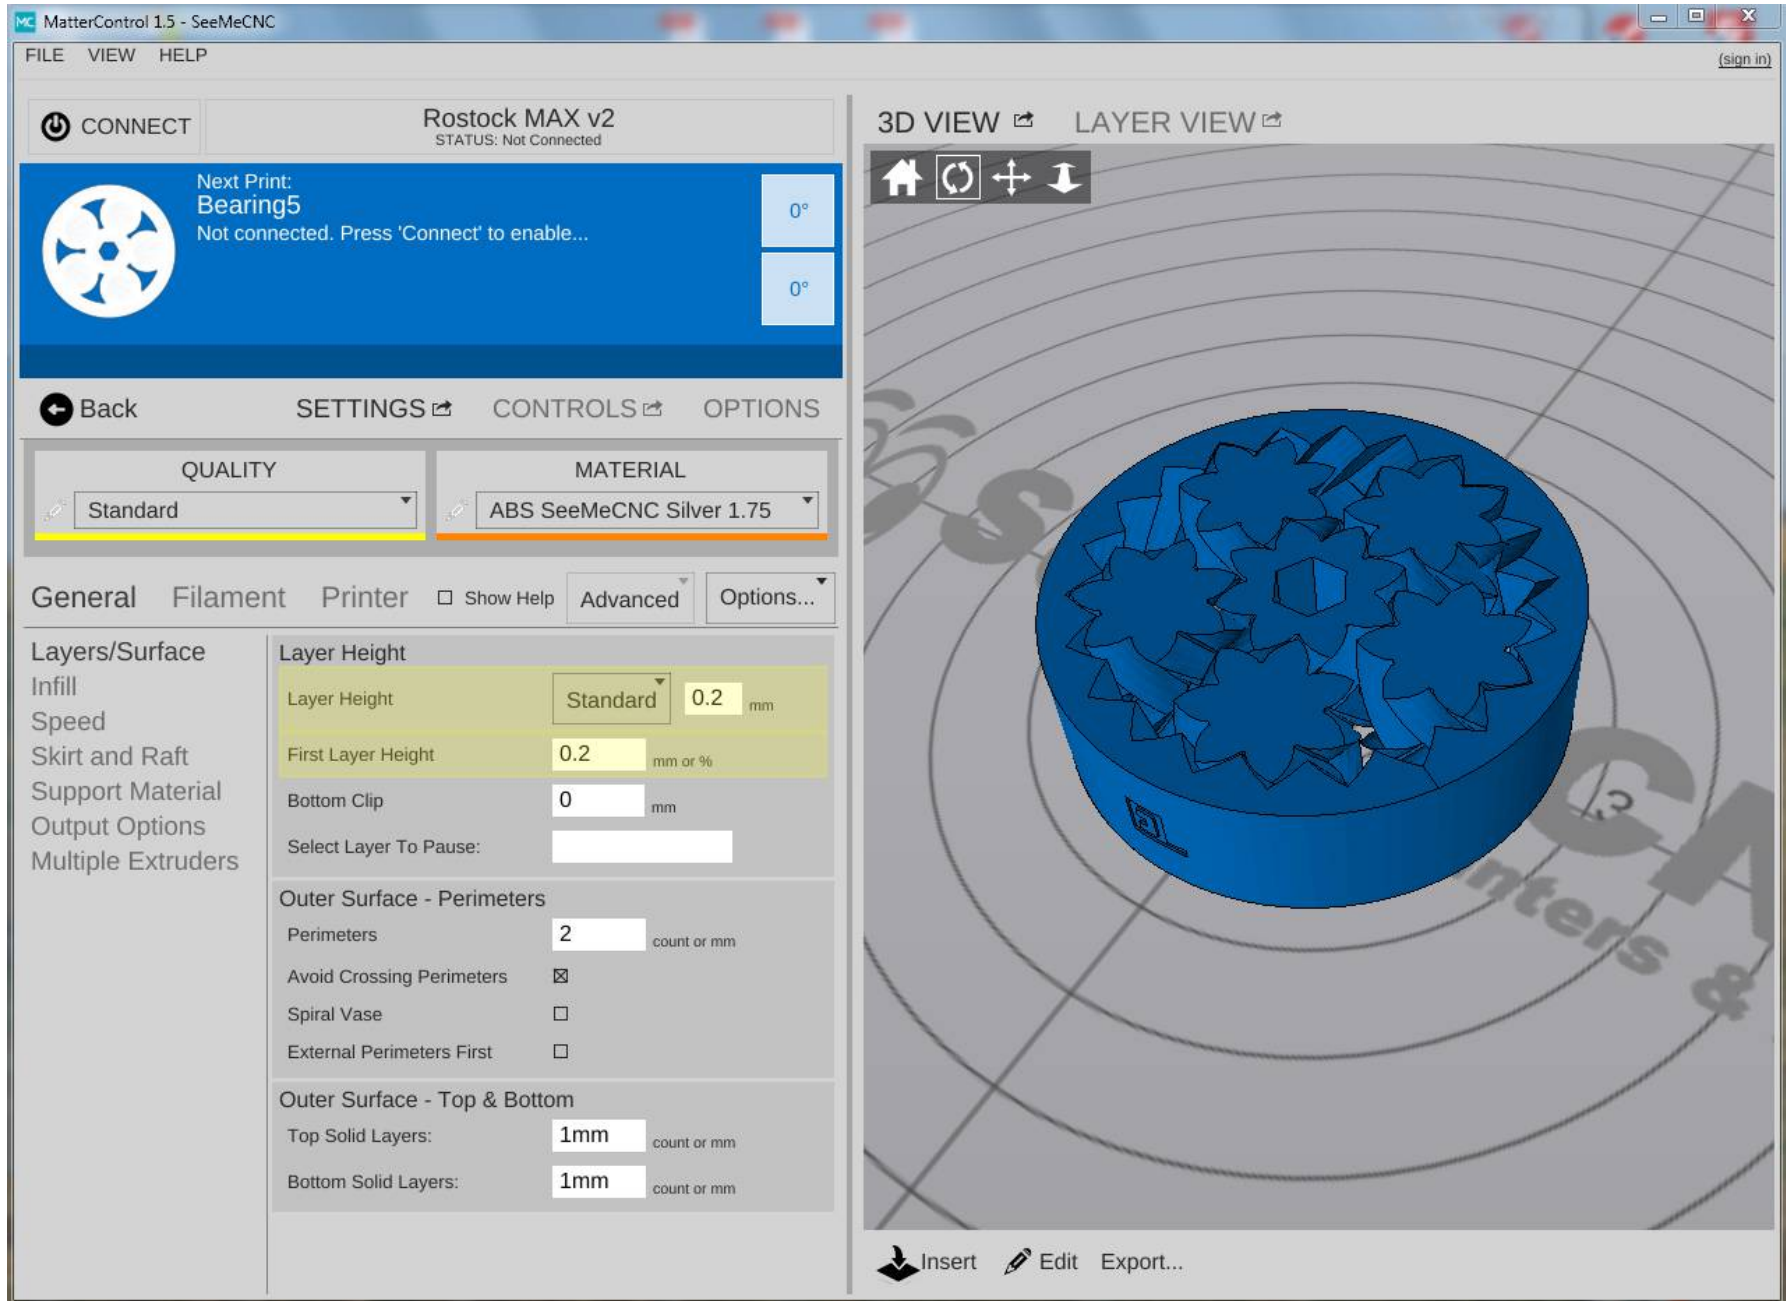 MatterControl 1.5 - SeeMeCNC
FILE VIEW HELP
(sign in)
CONNECT
Rostock MAX v2
STATUS: Not Connected
Next Print:
Bearing5
Not connected. Press 'Connect' to enable...
0°
0°
Back
SETTINGS CONTROLS OPTIONS
QUALITY
Standard
MATERIAL
ABS SeeMeCNC Silver 1.75
General Filament Printer Show Help Advanced Options...
Layers/Surface
Infill
Speed
Skirt and Raft
Support Material
Output Options
Multiple Extruders
Layer Height
Layer Height Standard 0.2 mm
First Layer Height 0.2 mm or %
Bottom Clip 0 mm
Select Layer To Pause:
Outer Surface - Perimeters
Perimeters 2 count or mm
Avoid Crossing Perimeters
Spiral Vase
External Perimeters First
Outer Surface - Top & Bottom
Top Solid Layers: 1mm count or mm
Bottom Solid Layers: 1mm count or mm
3D VIEW LAYER VIEW
Insert Edit Export...